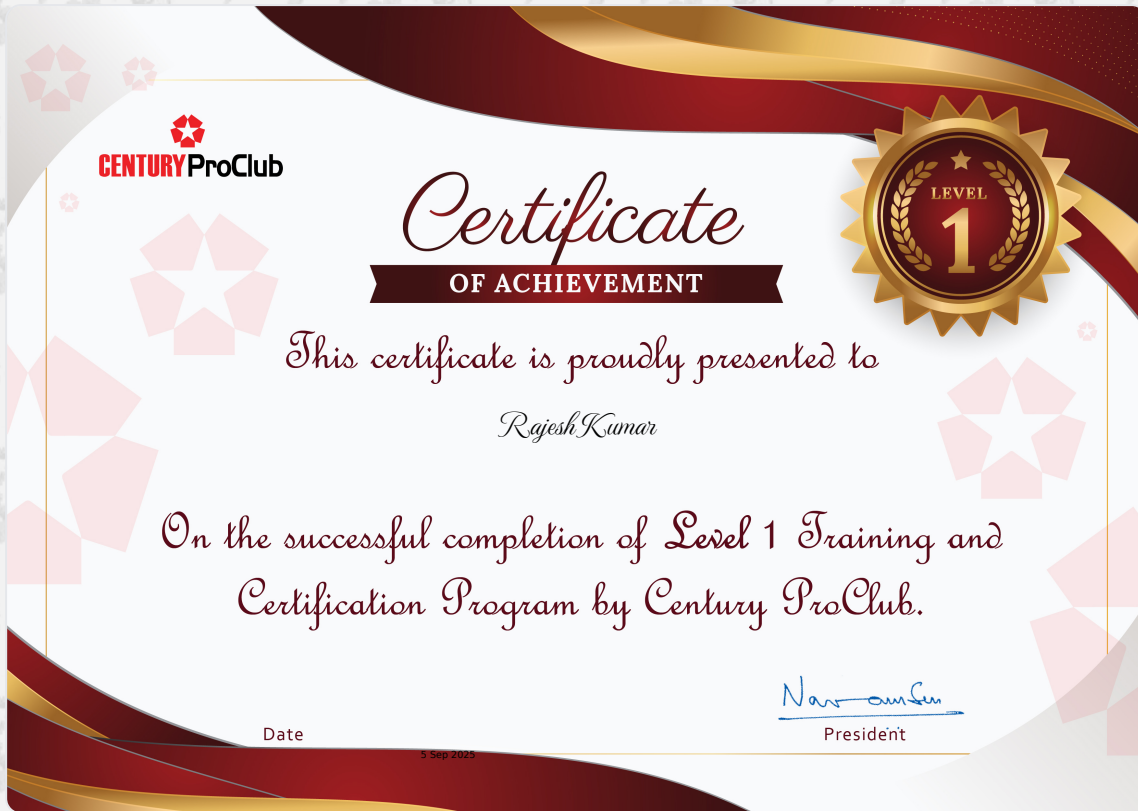 CENTURY ProClub
LEVEL
1
Certificate
OF ACHIEVEMENT
This certificate is proudly presented to
Rajesh Kumar
On the successful completion of Level 1 Training and
Certification Program by Century ProClub.
Date
President
5 Sep 2025